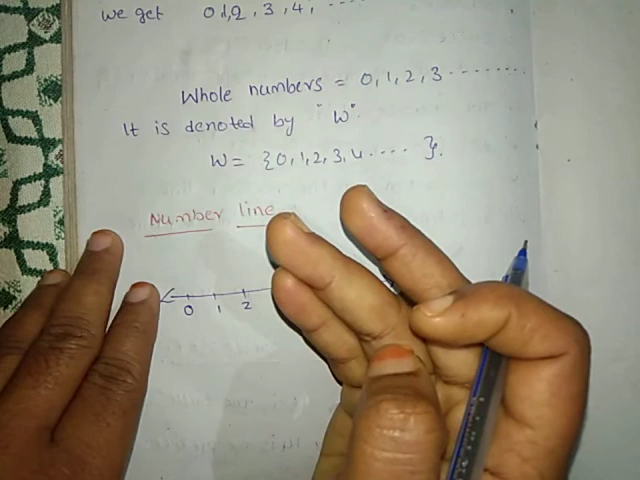 we get 0,1,2,3,4,.....
Whole numbers = 0,1,2,3........
It is denoted by "W".
W = {0,1,2,3,4..... }.
Number line
0 1 2